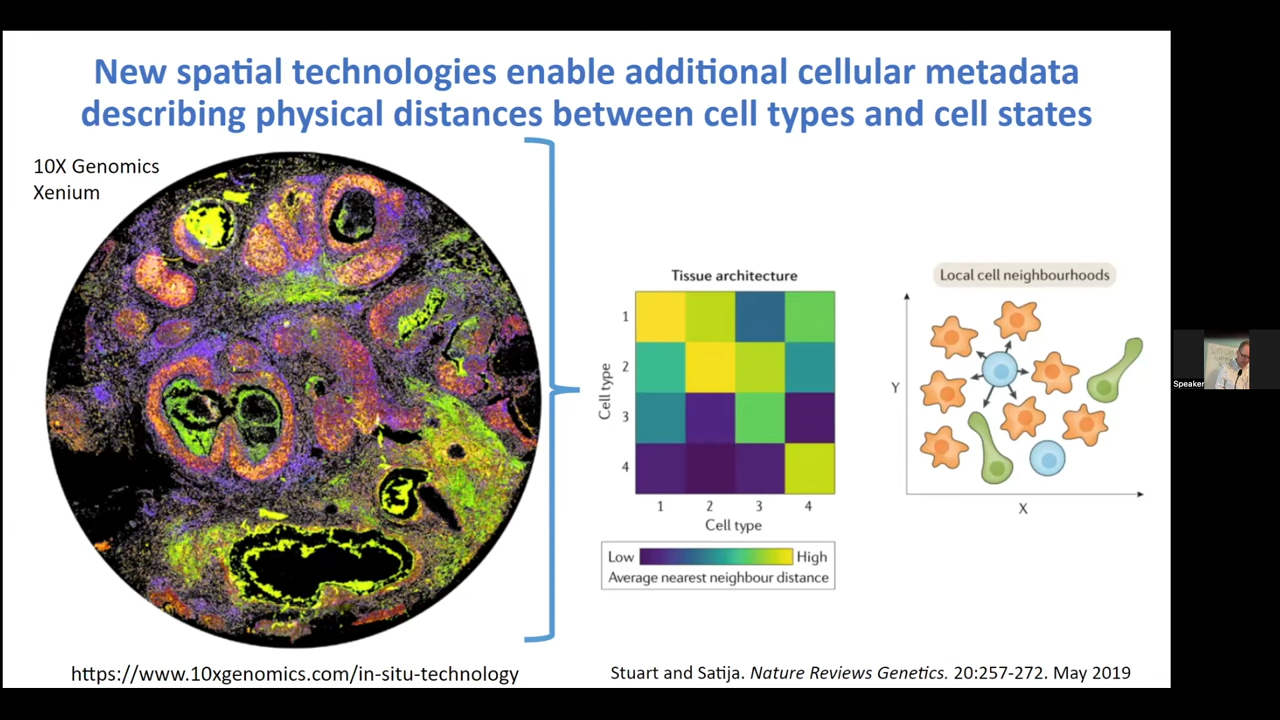 New spatial technologies enable additional cellular metadata
describing physical distances between cell types and cell states
10X Genomics
Xenium
Tissue architecture
1
2
3
4
Cell type
1 2 3 4
Cell type
Low High
Average nearest neighbour distance
Local cell neighbourhoods
Y
X
Speaker
https://www.10xgenomics.com/in-situ-technology
Stuart and Satija. Nature Reviews Genetics. 20:257-272. May 2019